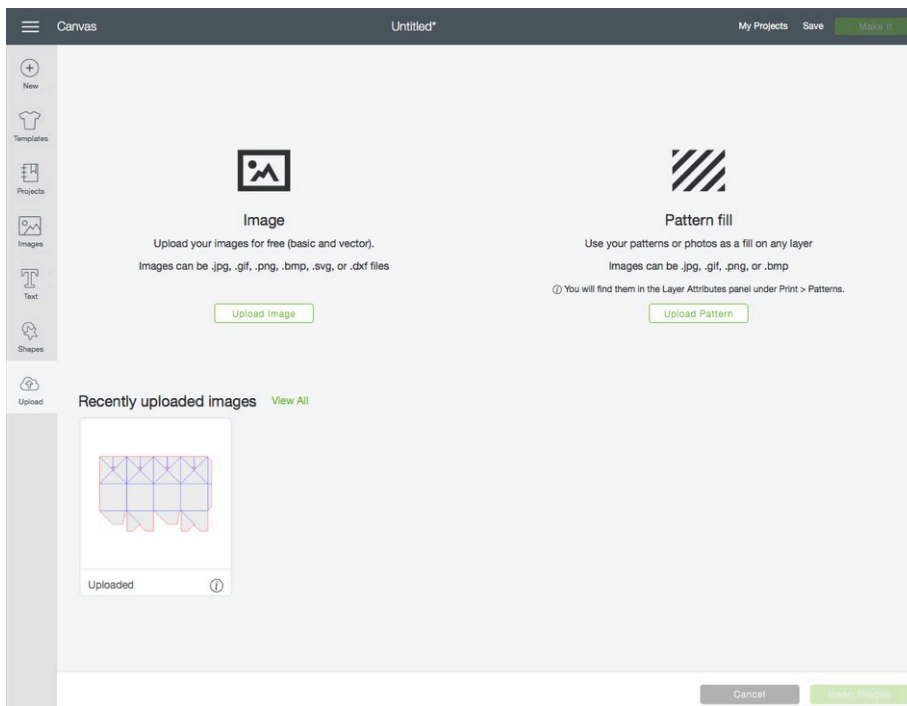 Canvas
Untitled*
My Projects
Save
Make It
New
Templates
Projects
Images
Text
Shapes
Upload
Image
Upload your images for free (basic and vector).
Images can be .jpg, .gif, .png, .bmp, .svg, or .dxf files
Upload Image
Pattern fill
Use your patterns or photos as a fill on any layer
Images can be .jpg, .gif, .png, or .bmp
You will find them in the Layer Attributes panel under Print > Patterns.
Upload Pattern
Recently uploaded images
View All
Uploaded
Cancel
Insert Images